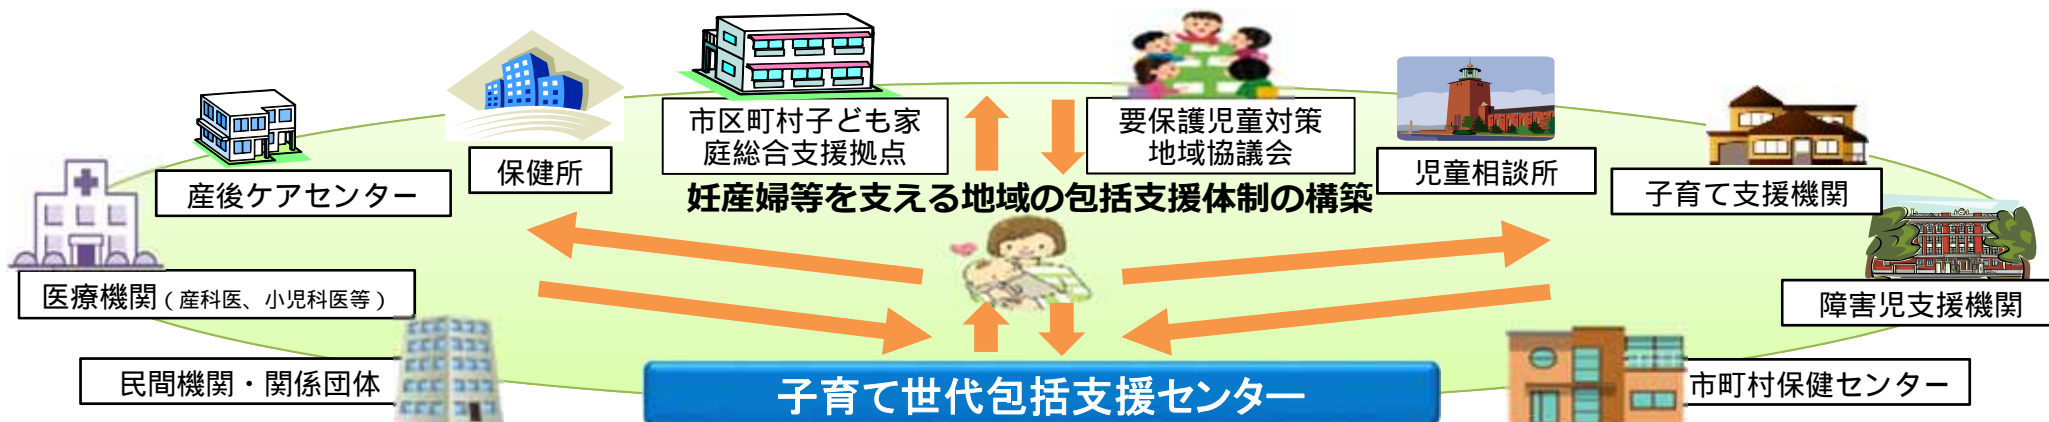 市区町村子ども家
庭総合支援拠点
要保護児童対策
地域協議会
保健所
児童相談所
産後ケアセンター
子育て支援機関
妊産婦等を支える地域の包括支援体制の構築
医療機関(産科医、小児科医等)
障害児支援機関
民間機関・関係団体
市町村保健センター
子育て世代包括支援センター